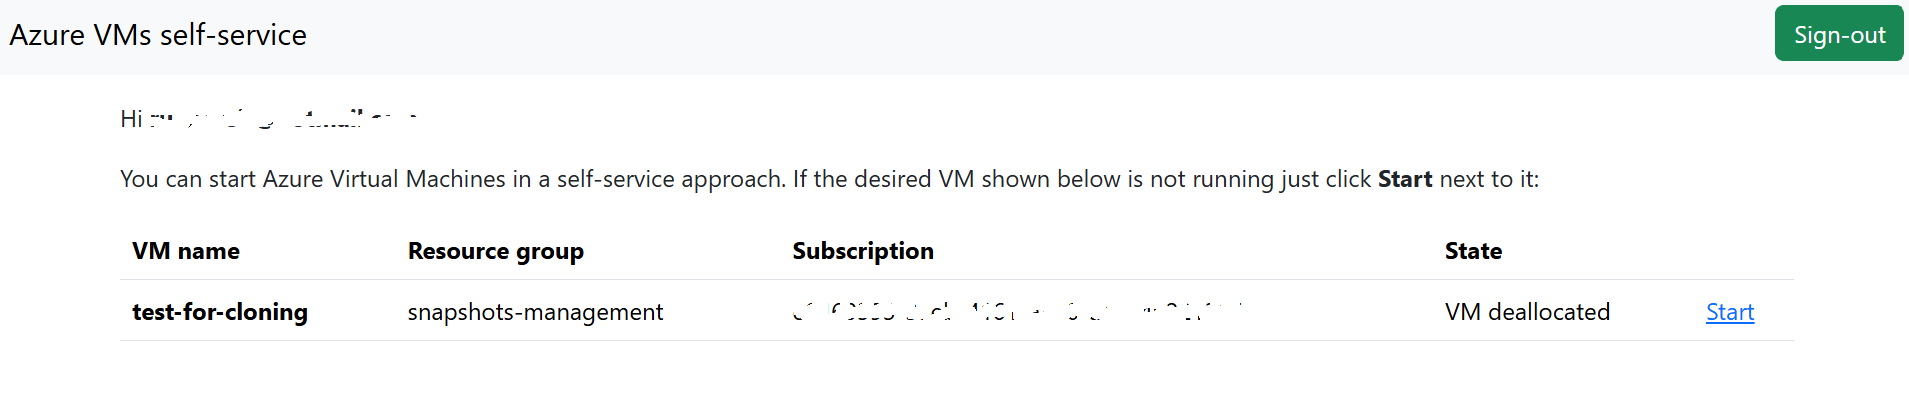 Azure VMs self-service
Sign-out
Hi
You can start Azure Virtual Machines in a self-service approach. If the desired VM shown below is not running just click Start next to it:
VM name Resource group Subscription State
test-for-cloning snapshots-management VM deallocated Start